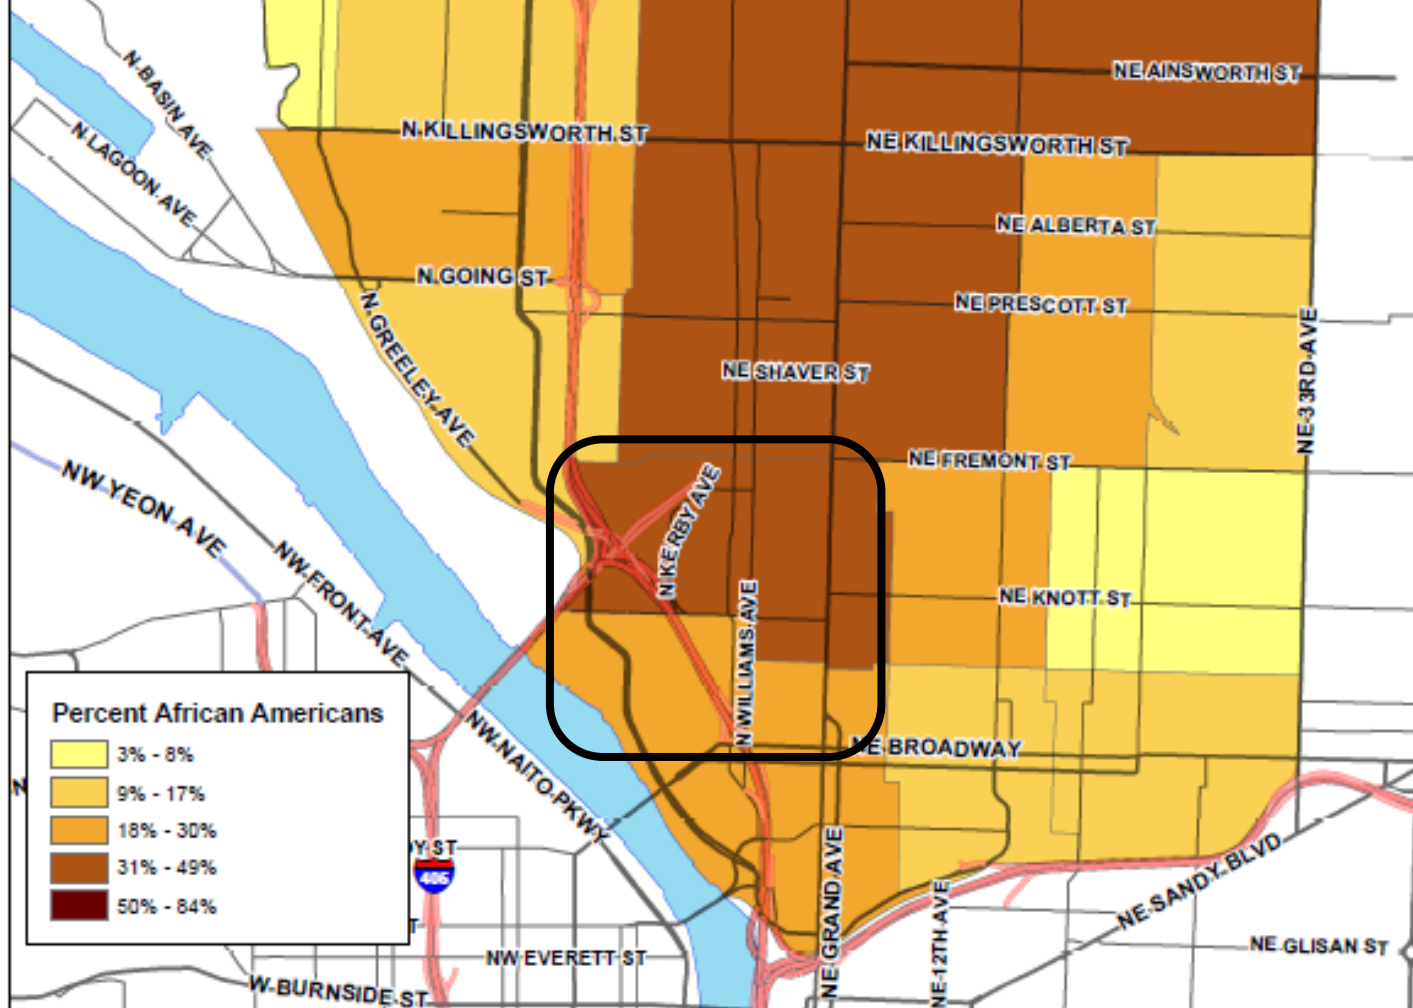 NE AINSWORTH ST
N BASIN AVE
N LAGOON AVE
N KILLINGSWORTH ST
NE KILLINGSWORTH ST
NE ALBERTA ST
N GOING ST
NE PRESCOTT ST
N GREELEY AVE
NE 33RD AVE
NE SHAVER ST
NE FREMONT ST
NW YEON AVE
N KERBY AVE
NW FRONT AVE
NE KNOTT ST
N WILLIAMS AVE
NW NAITO PKWY
NE BROADWAY
Percent African Americans
3% - 8%
9% - 17%
18% - 30%
31% - 49%
50% - 84%
N
Y ST
405
T
NE GRAND AVE
NE 12TH AVE
NE SANDY BLVD
NE GLISAN ST
NW EVERETT ST
W BURNSIDE ST